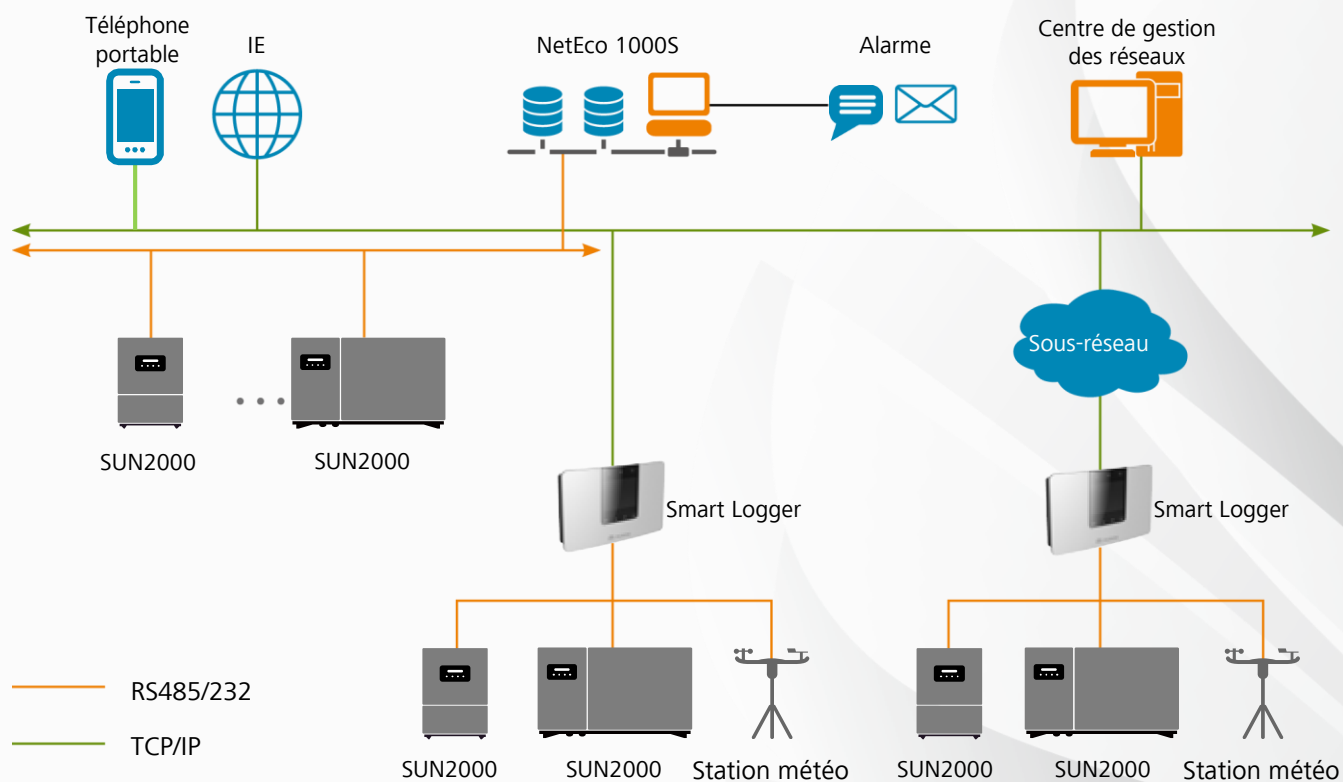 Téléphone
portable
IE
NetEco 1000S
Alarme
Centre de gestion
des réseaux
Sous-réseau
SUN2000
SUN2000
Smart Logger
Smart Logger
RS485/232
TCP/IP
SUN2000
SUN2000
Station météo
SUN2000
SUN2000
Station météo